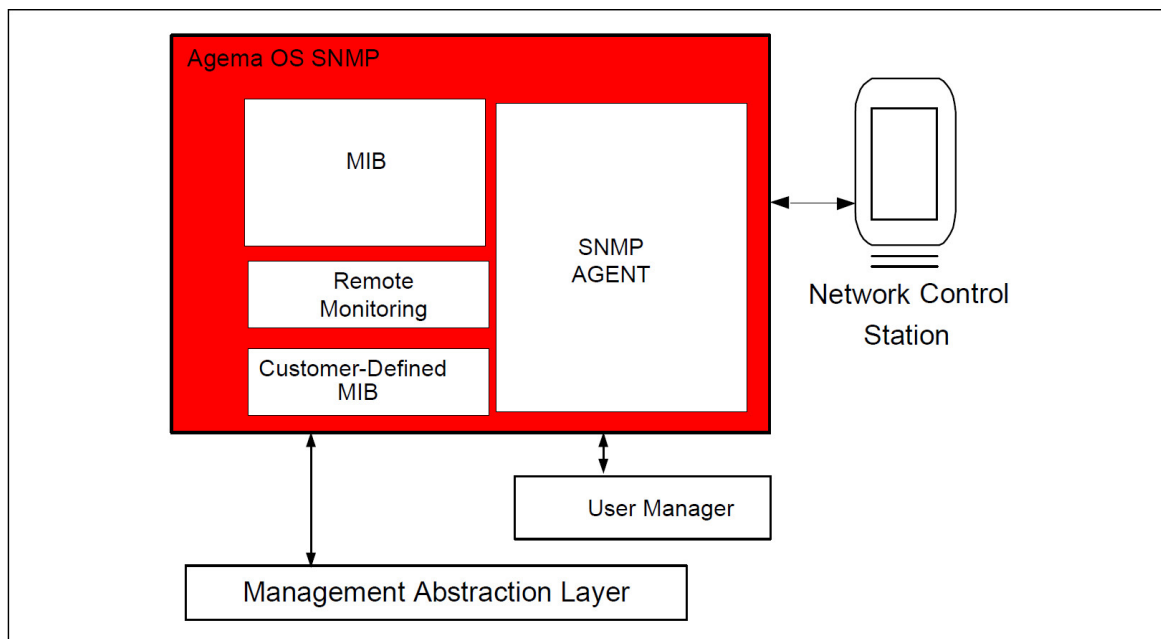 Agema OS SNMP
MIB
Remote
Monitoring
Customer-Defined
MIB
SNMP
AGENT
Network Control
Station
User Manager
Management Abstraction Layer